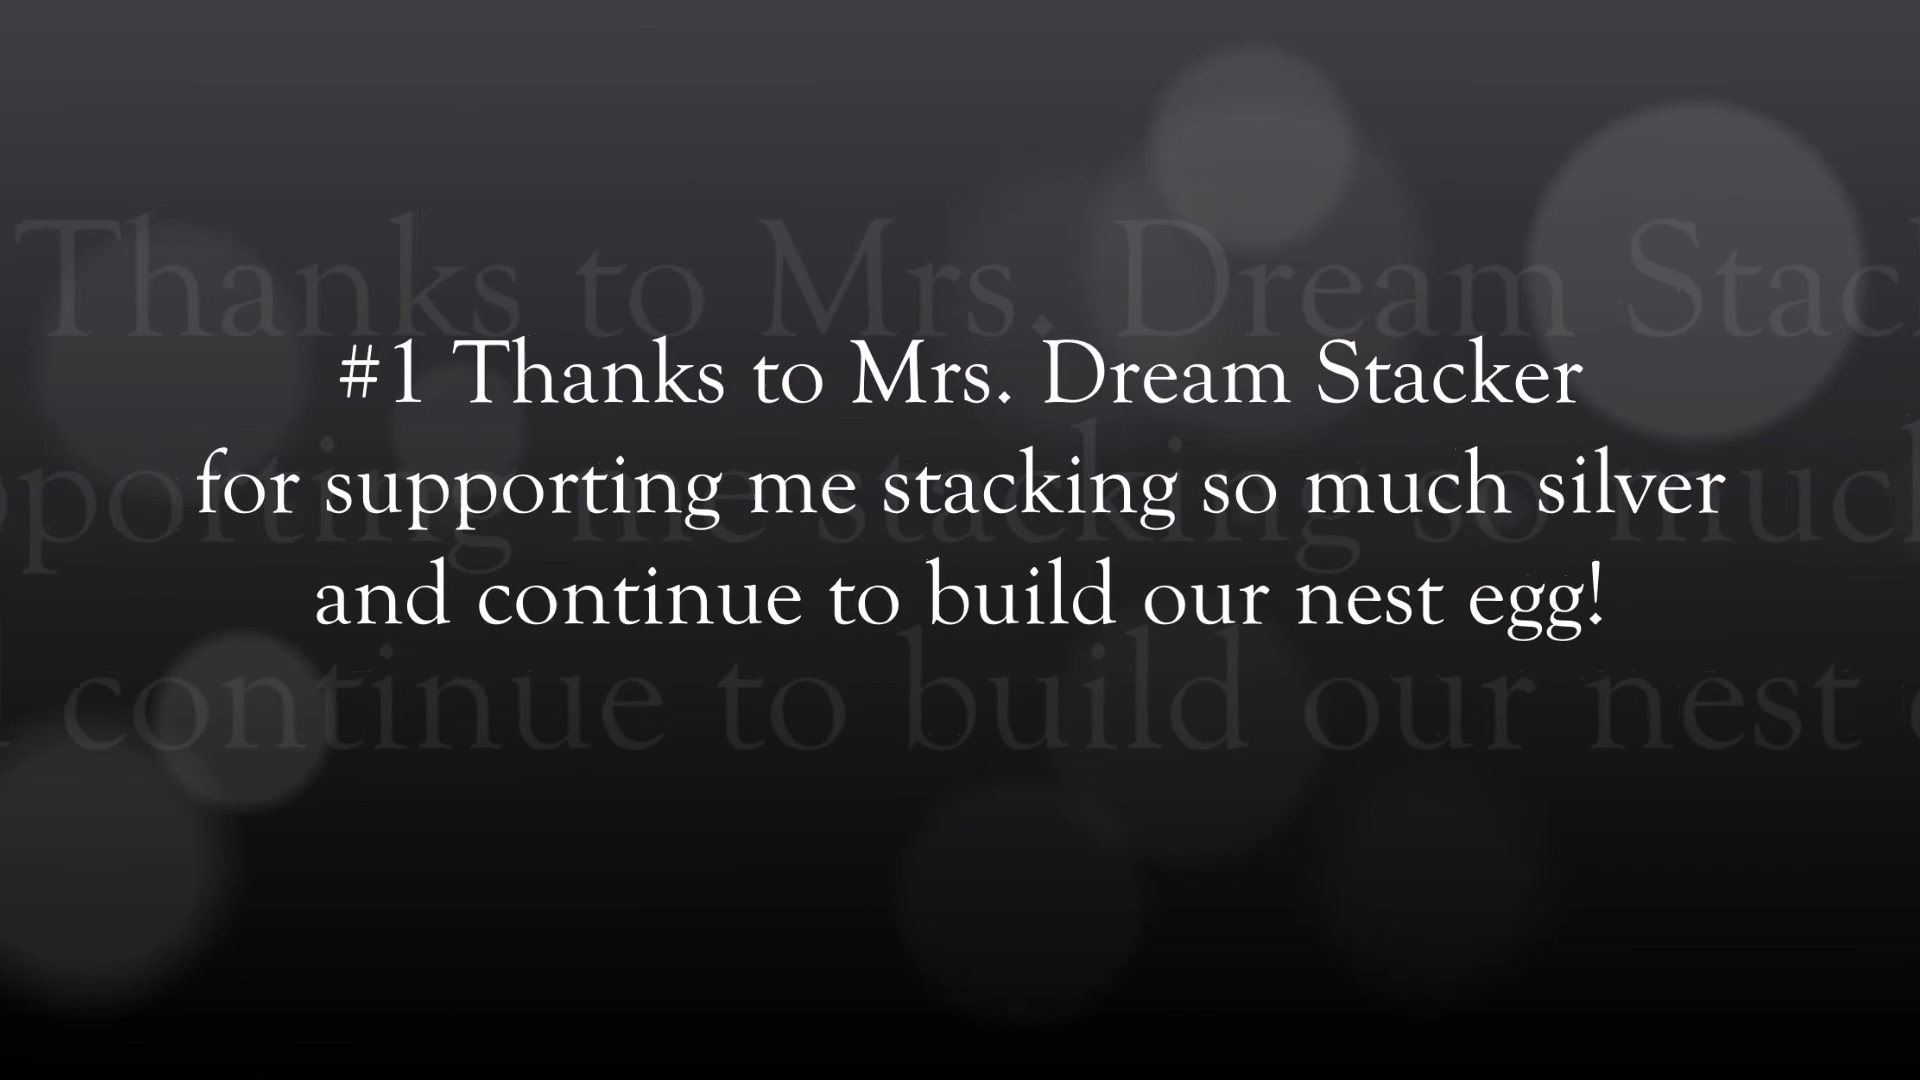 #1 Thanks to Mrs. Dream Stacker
for supporting me stacking so much silver
and continue to build our nest egg!